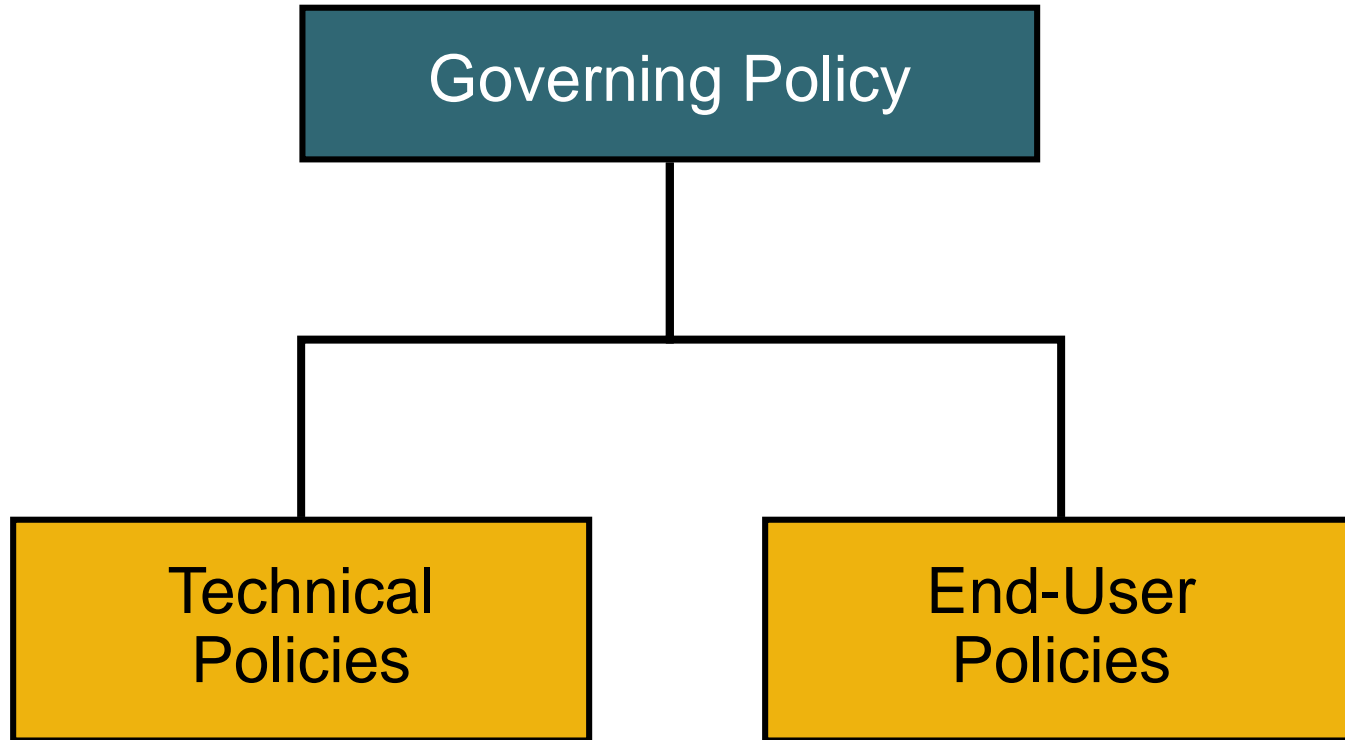 Governing Policy
Technical
Policies
End-User
Policies